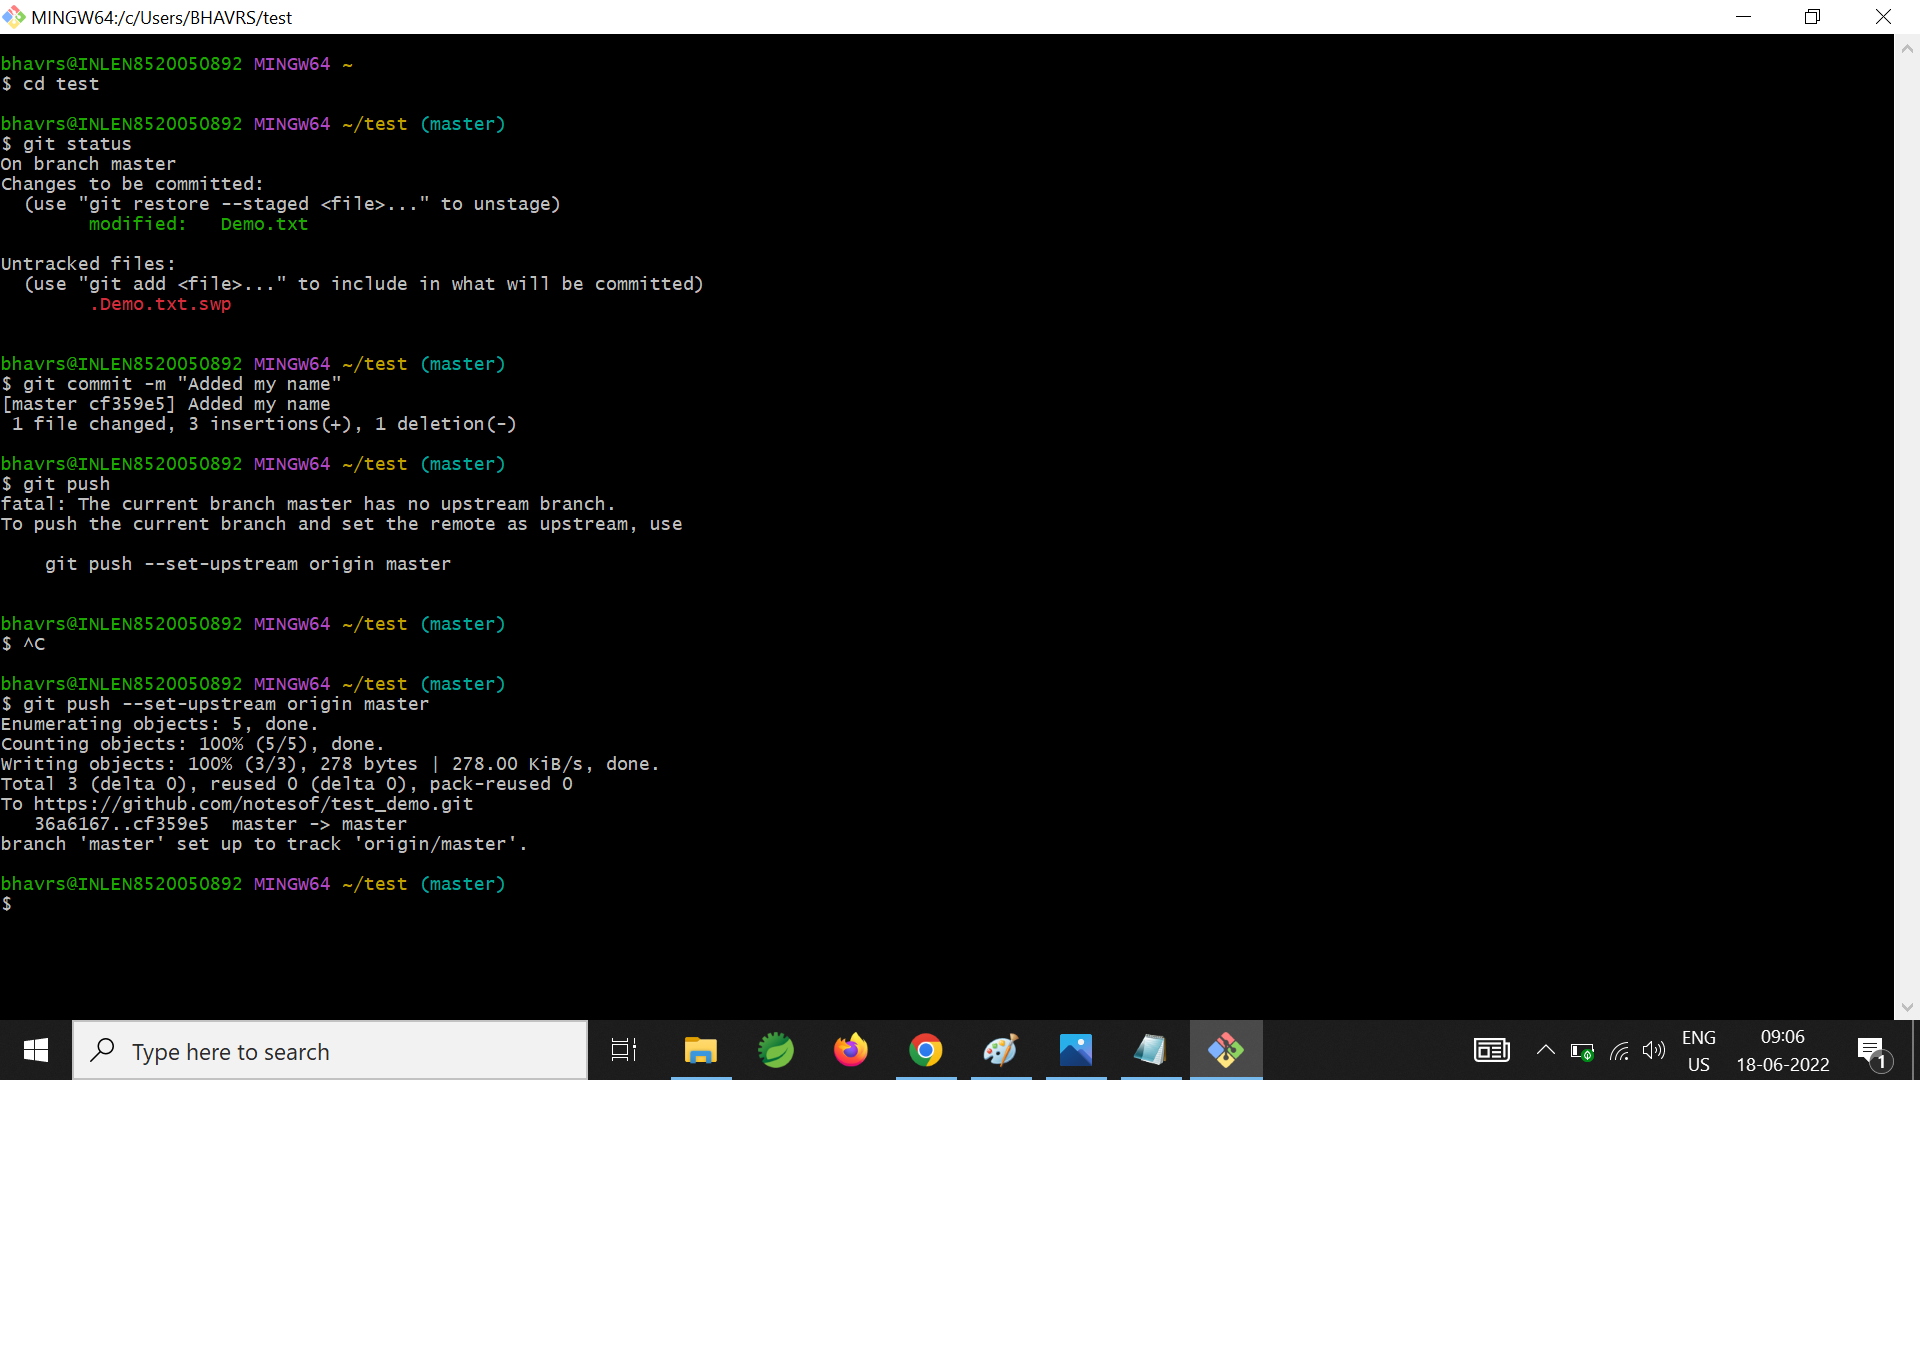 MINGW64:/c/Users/BHAVRS/test
bhavrs@INLEN8520050892 MINGW64 ~
$ cd test
bhavrs@INLEN8520050892 MINGW64 ~/test (master)
$ git status
On branch master
Changes to be committed:
  (use "git restore --staged <file>..." to unstage)
        modified:   Demo.txt
Untracked files:
  (use "git add <file>..." to include in what will be committed)
        .Demo.txt.swp
bhavrs@INLEN8520050892 MINGW64 ~/test (master)
$ git commit -m "Added my name"
[master cf359e5] Added my name
 1 file changed, 3 insertions(+), 1 deletion(-)
bhavrs@INLEN8520050892 MINGW64 ~/test (master)
$ git push
fatal: The current branch master has no upstream branch.
To push the current branch and set the remote as upstream, use
    git push --set-upstream origin master
bhavrs@INLEN8520050892 MINGW64 ~/test (master)
$ ^C
bhavrs@INLEN8520050892 MINGW64 ~/test (master)
$ git push --set-upstream origin master
Enumerating objects: 5, done.
Counting objects: 100% (5/5), done.
Writing objects: 100% (3/3), 278 bytes | 278.00 KiB/s, done.
Total 3 (delta 0), reused 0 (delta 0), pack-reused 0
To https://github.com/notesof/test_demo.git
   36a6167..cf359e5  master -> master
branch 'master' set up to track 'origin/master'.
bhavrs@INLEN8520050892 MINGW64 ~/test (master)
$
Type here to search
ENG
US
09:06
18-06-2022
1